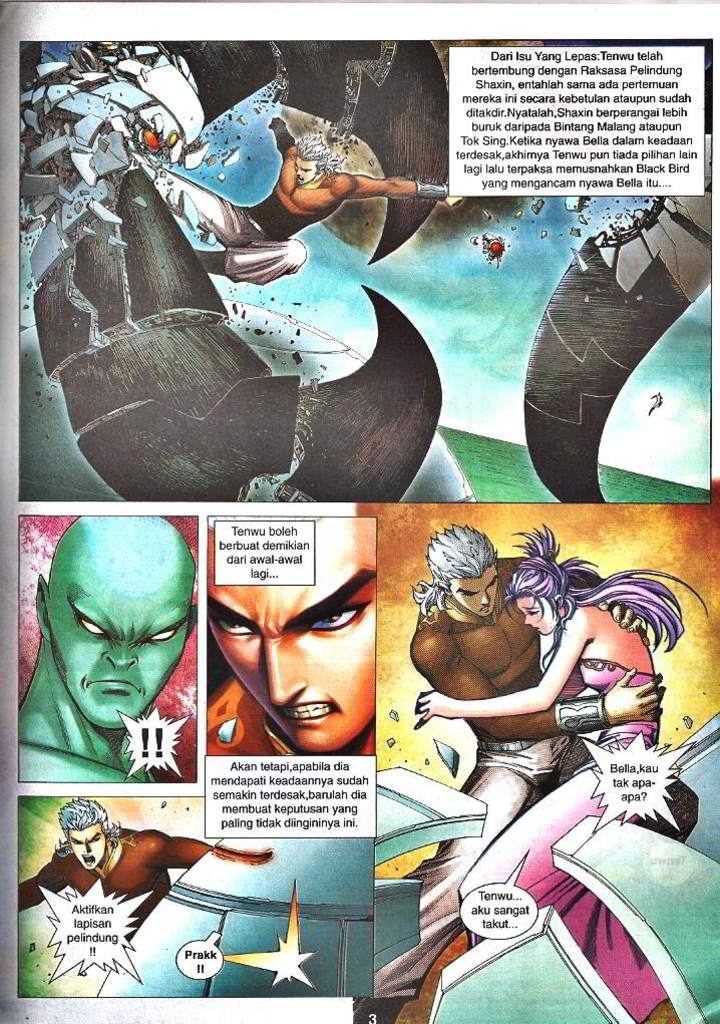 Dari Isu Yang Lepas:Tenwu telah
bertembung dengan Raksasa Pelindung
Shaxin, entahlah sama ada pertemuan
mereka ini secara kebetulan ataupun sudah
ditakdir.Nyatalah,Shaxin berperangai lebih
buruk daripada Bintang Malang ataupun
Tok Sing.Ketika nyawa Bella dalam keadaan
terdesak,akhirnya Tenwu pun tiada pilihan lain
lagi lalu terpaksa memusnahkan Black Bird
yang mengancam nyawa Bella itu....
!!
Tenwu boleh
berbuat demikian
dari awal-awal
lagi...
Akan tetapi,apabila dia
mendapati keadaannya sudah
semakin terdesak,barulah dia
membuat keputusan yang
paling tidak diinginya ini.
Bella,kau
tak apa-
apa?
Tenwu...
aku sangat
takut...
Aktifkan
lapisan
pelindung
!!
Prakk
!!
3